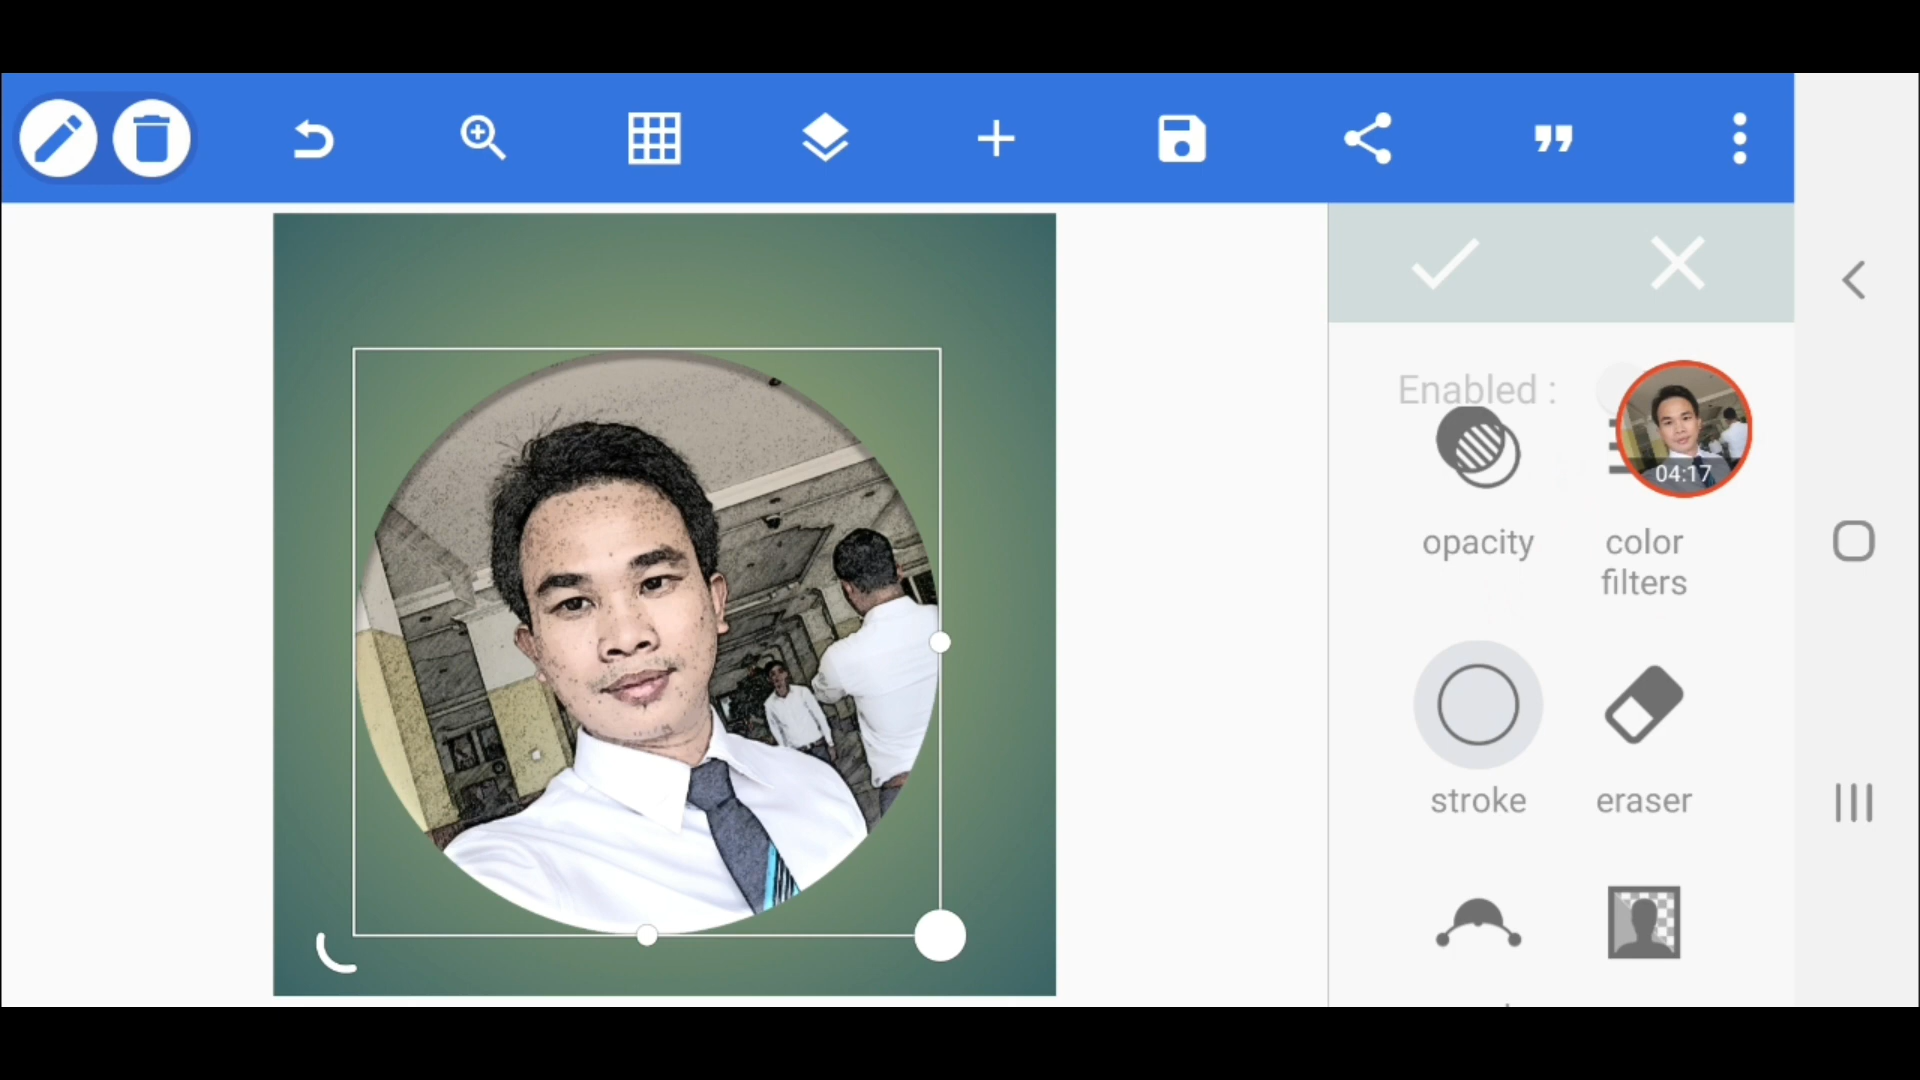 Enabled :
04:17
opacity
color
filters
stroke
eraser